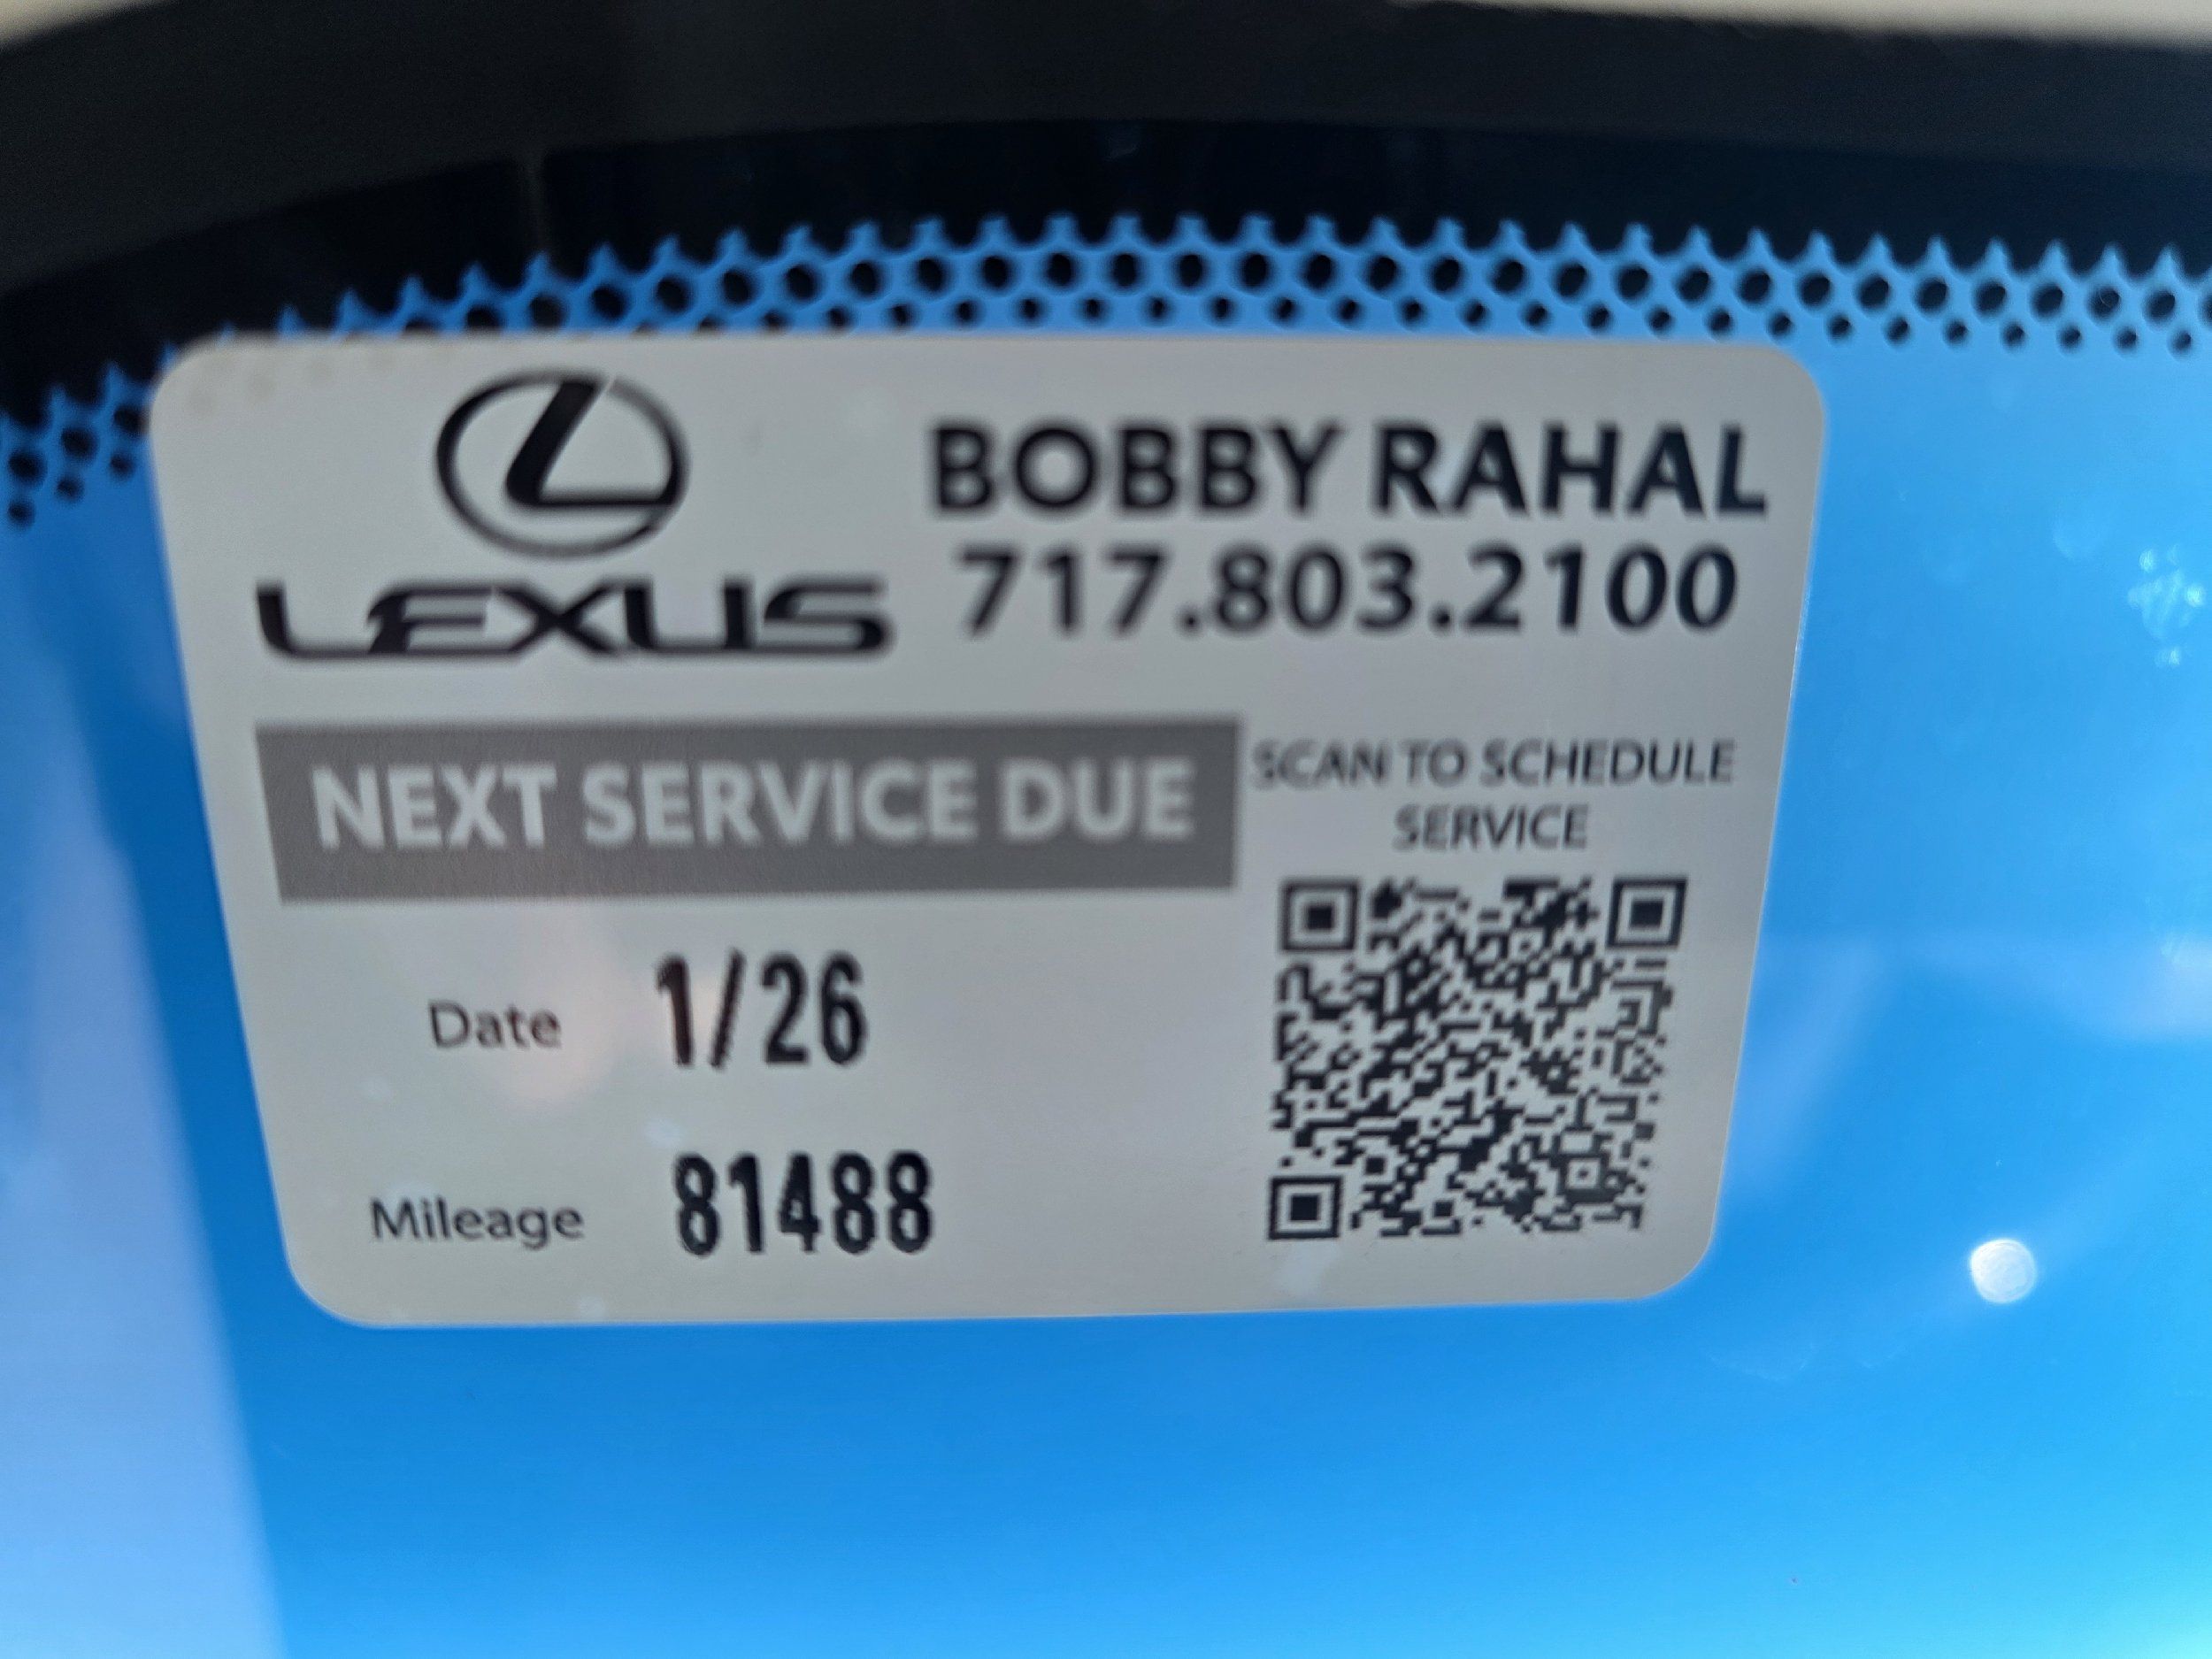 LEXUS
BOBBY RAHAL
717.803.2100
NEXT SERVICE DUE
SCAN TO SCHEDULE
SERVICE
Date 1/26
Mileage 81488